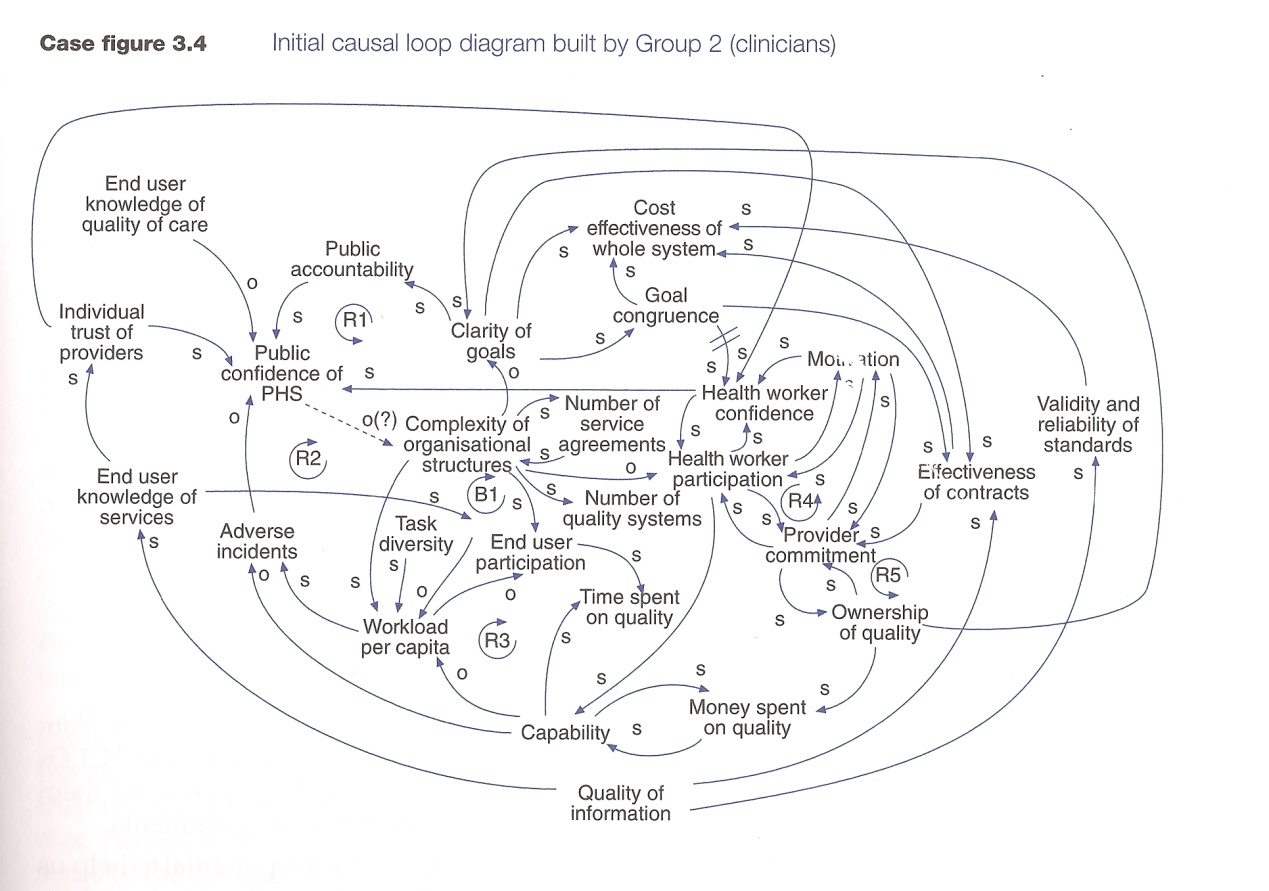 Case figure 3.4 Initial causal loop diagram built by Group 2 (clinicians)
End user
knowledge of
quality of care
Cost
effectiveness of
whole system
s
s
s
s
Public
accountability
o
s
R1
s
s
Goal
congruence
s
Individual
trust of
providers
s
s
Clarity of
goals
Public
confidence of
PHS
s
o
s
s
s
Health worker
confidence
Validity and
reliability of
standards
s
o
o(?)
Complexity of
organisational
structures
s
s
Number of
service
agreements
o
s
s
Health worker
participation
s
s
s
s
of contracts
s
R2
B1
s
s
Number of
quality systems
R4
s
s
s
s
End user
knowledge of
services
s
s
Adverse
incidents
o
s
s
Task
diversity
s
o
End user
participation
s
o
Provider
commitment
s
R5
s
Time spent
on quality
Ownership
of quality
Workload
per capita
R3
o
s
s
s
s
Money spent
on quality
Capability
s
Quality of
information